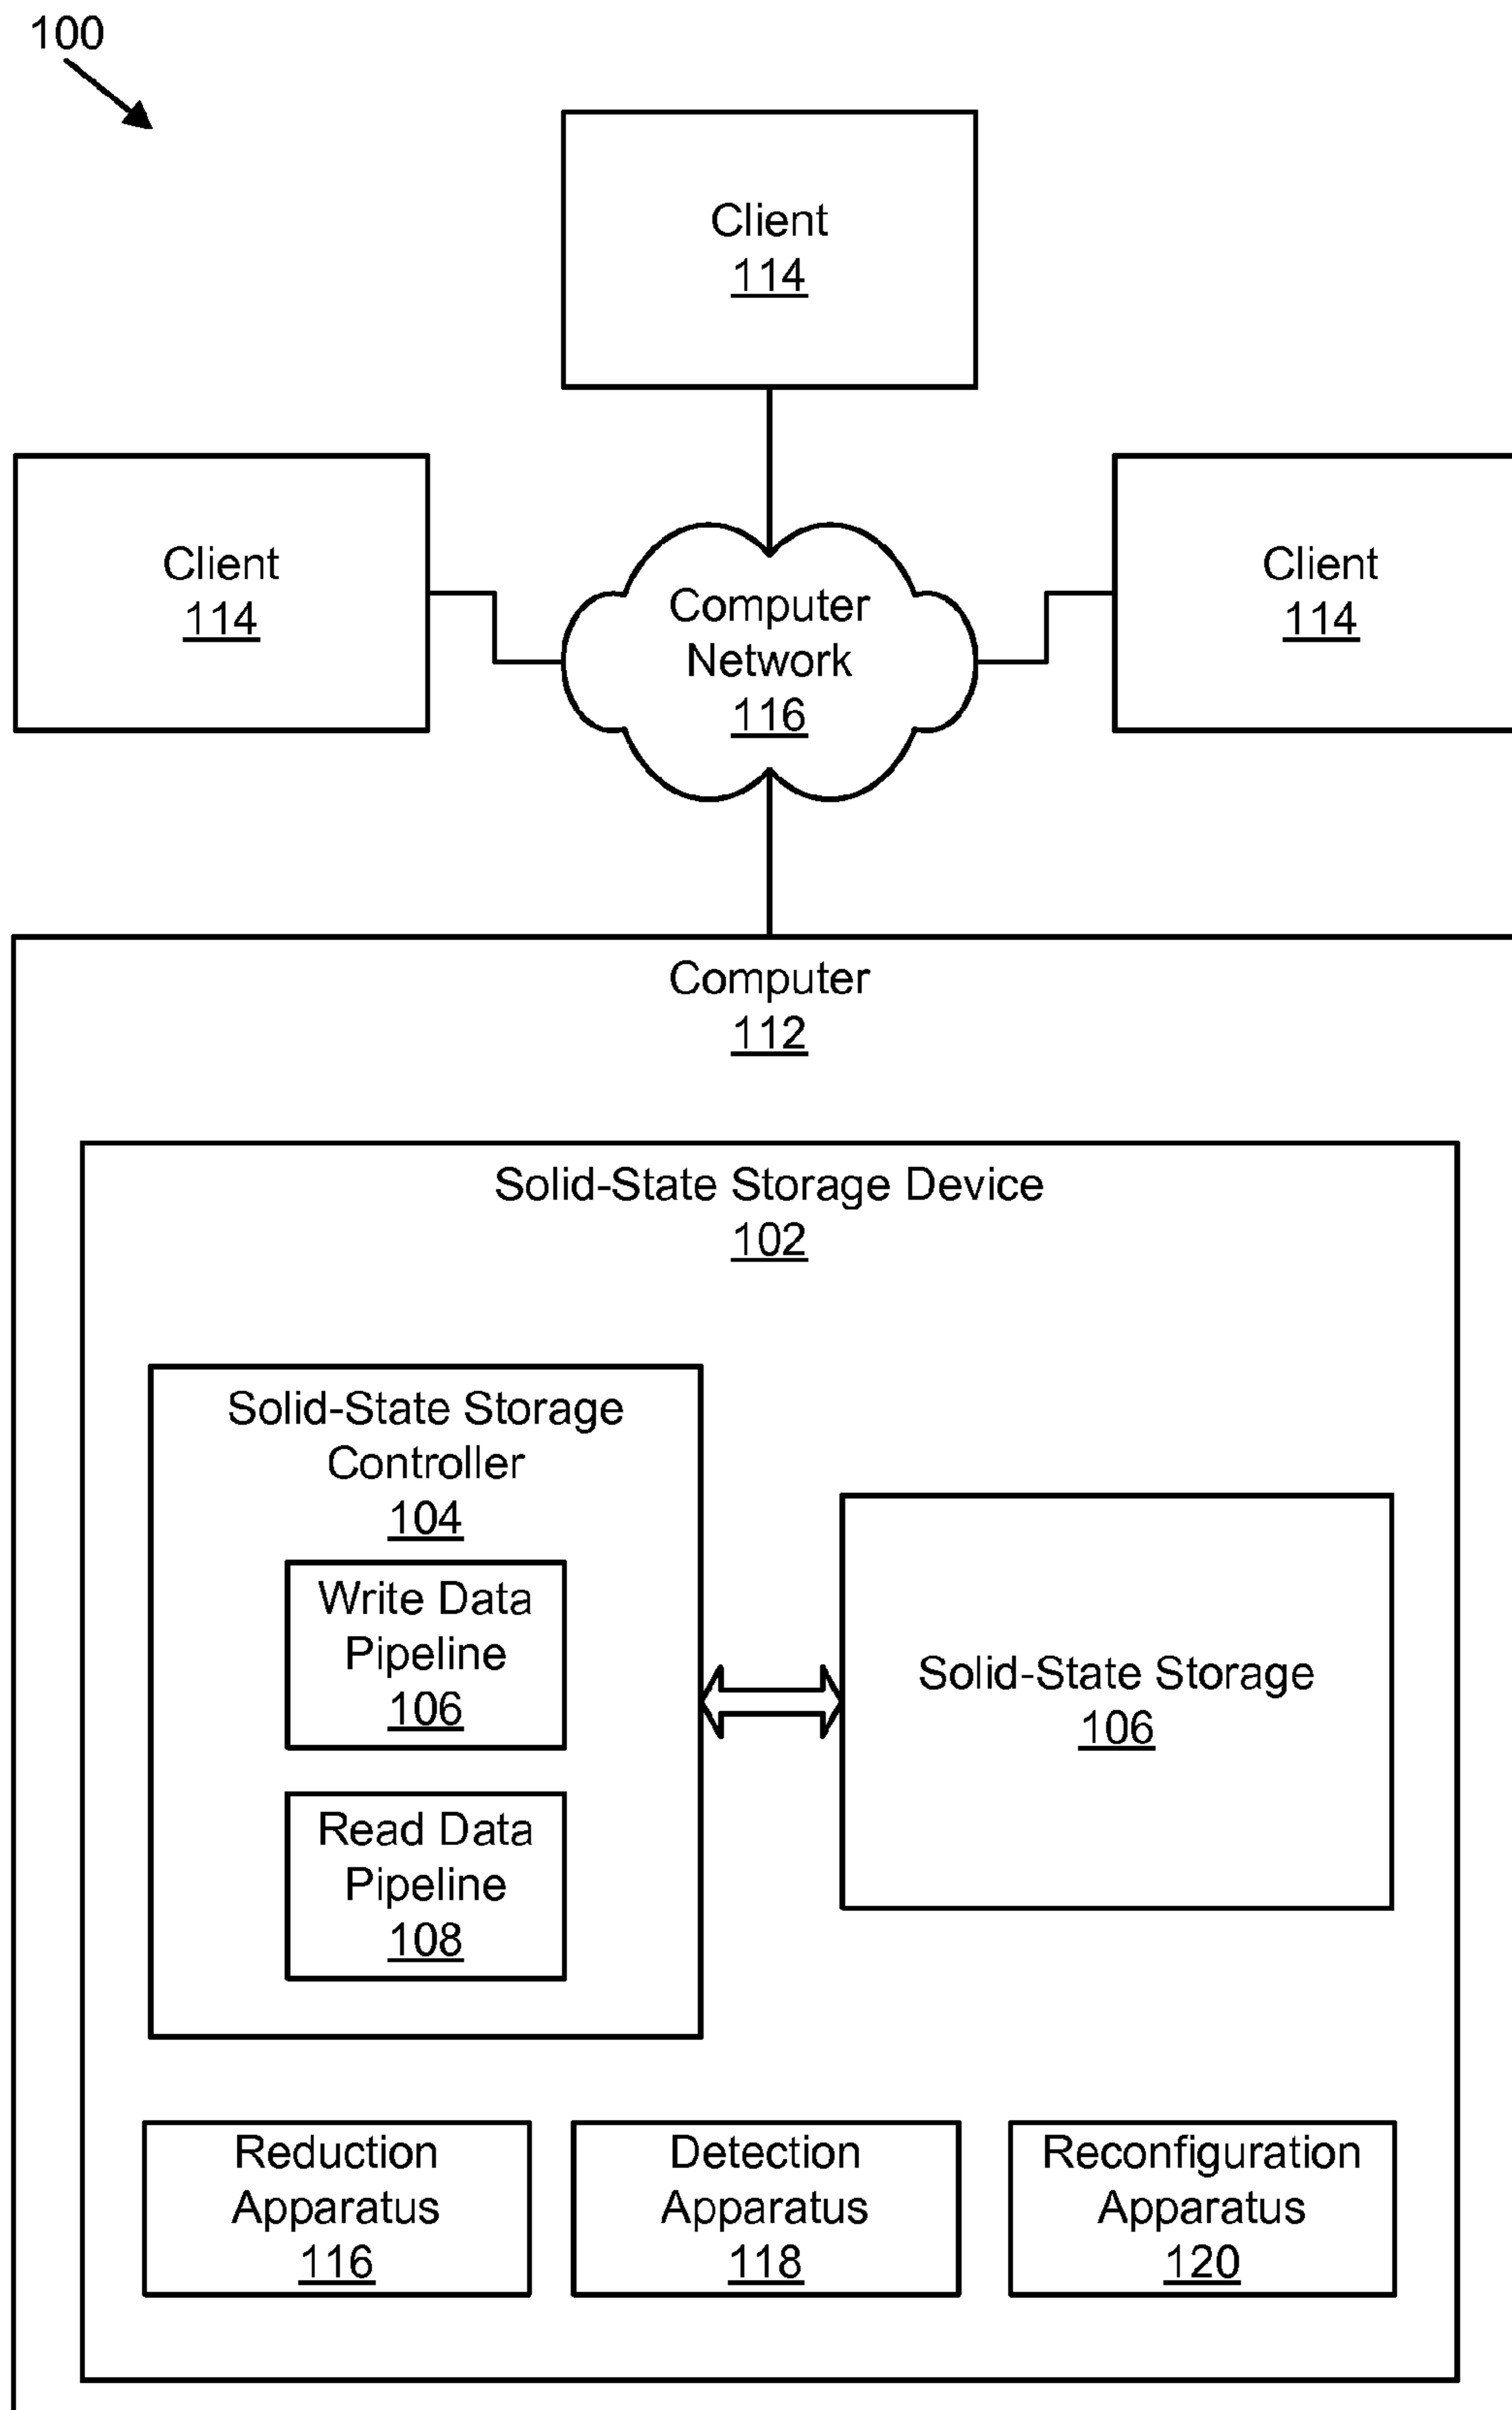 100
Client
114
Client
114
Client
114
Computer
Network
116
Computer
112
Solid-State Storage Device
102
Solid-State Storage
Controller
104
Write Data
Pipeline
106
Read Data
Pipeline
108
Solid-State Storage
106
Reduction
Apparatus
116
Detection
Apparatus
118
Reconfiguration
Apparatus
120